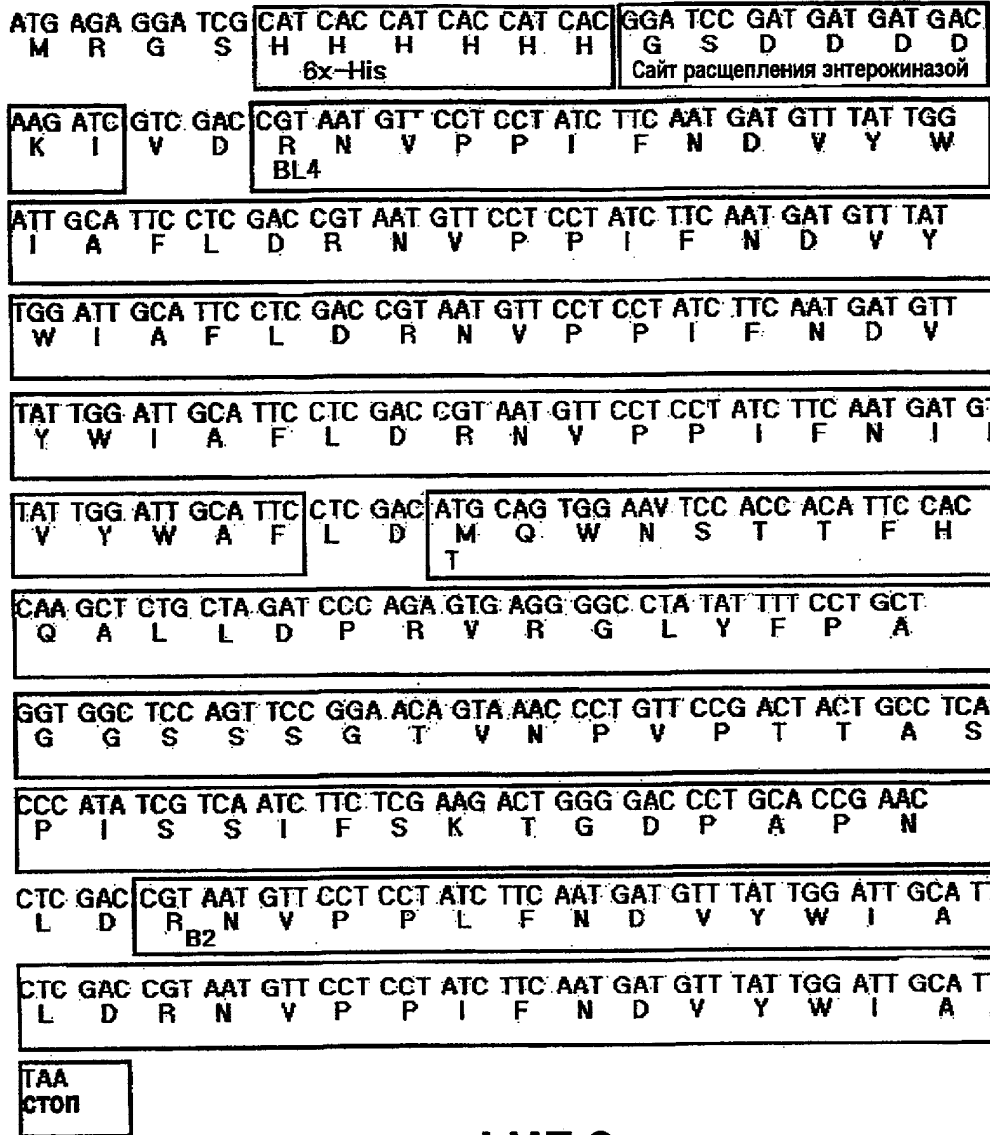 ATG AGA GGA TCG CAT CAC CAT CAC CAT CAC GGA TCC GAT GAT GAT GAC
M R G S H H H H H H G S D D D D
6x-His Сайт расщепления энтерокиназой
AAG ATC GTC GAC CGT AAT GTT CCT CCT ATC TTC AAT GAT GTT TAT TGG
K I V D R N V P P I F N D V Y W
BL4
ATT GCA TTC CTC GAC CGT AAT GTT CCT CCT ATC TTC AAT GAT GTT TAT
I A F L D R N V P P I F N D V Y
TGG ATT GCA TTC CTC GAC CGT AAT GTT CCT CCT ATC TTC AAT GAT GTT
W I A F L D R N V P P I F N D V
TAT TGG ATT GCA TTC CTC GAC CGT AAT GTT CCT CCT ATC TTC AAT GAT G
Y W I A F L D R N V P P I F N I
TAT TGG ATT GCA TTC CTC GAC ATG CAG TGG AAV TCC ACC ACA TTC CAC
V Y W A F L D M Q W N S T T F H
T
CAA GCT CTG CTA GAT CCC AGA GTG AGG GGC CTA TAT TTT CCT GCT
Q A L L D P R V R G L Y F P A
GGT GGC TCC AGT TCC GGA ACA GTA AAC CCT GTT CCG ACT ACT GCC TCA
G G S S S G T V N P V P T T A S
CCC ATA TCG TCA ATC TTC TCG AAG ACT GGG GAC CCT GCA CCG AAC
P I S S I F S K T G D P A P N
CTC GAC CGT AAT GTT CCT CCT ATC TTC AAT GAT GTT TAT TGG ATT GCA T
L D R N V P P L F N D V Y W I A
B2
CTC GAC CGT AAT GTT CCT CCT ATC TTC AAT GAT GTT TAT TGG ATT GCA T
L D R N V P P I F N D V Y W I A
TAA
стоп